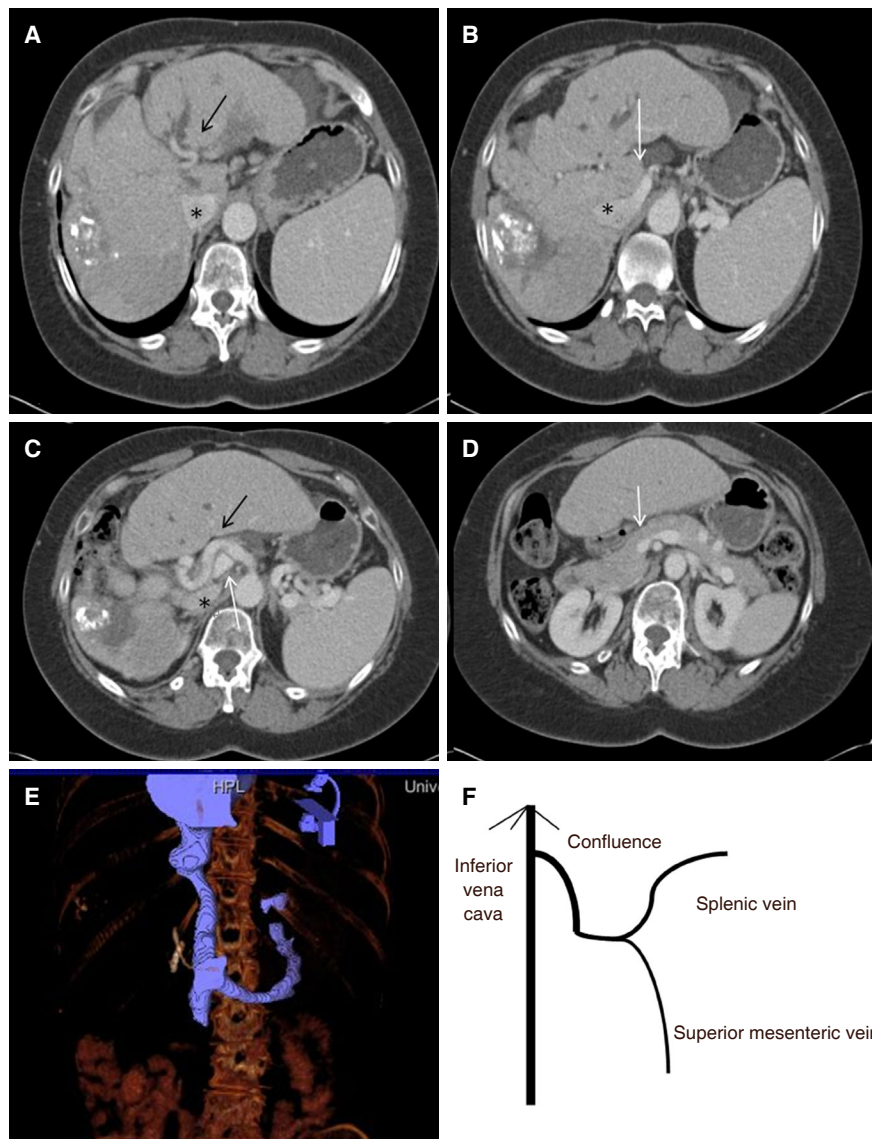 A
B
*
*
C
D
*
E
HPL
Univ
F
Confluence
Inferior
vena
cava
Splenic vein
Superior mesenteric vein